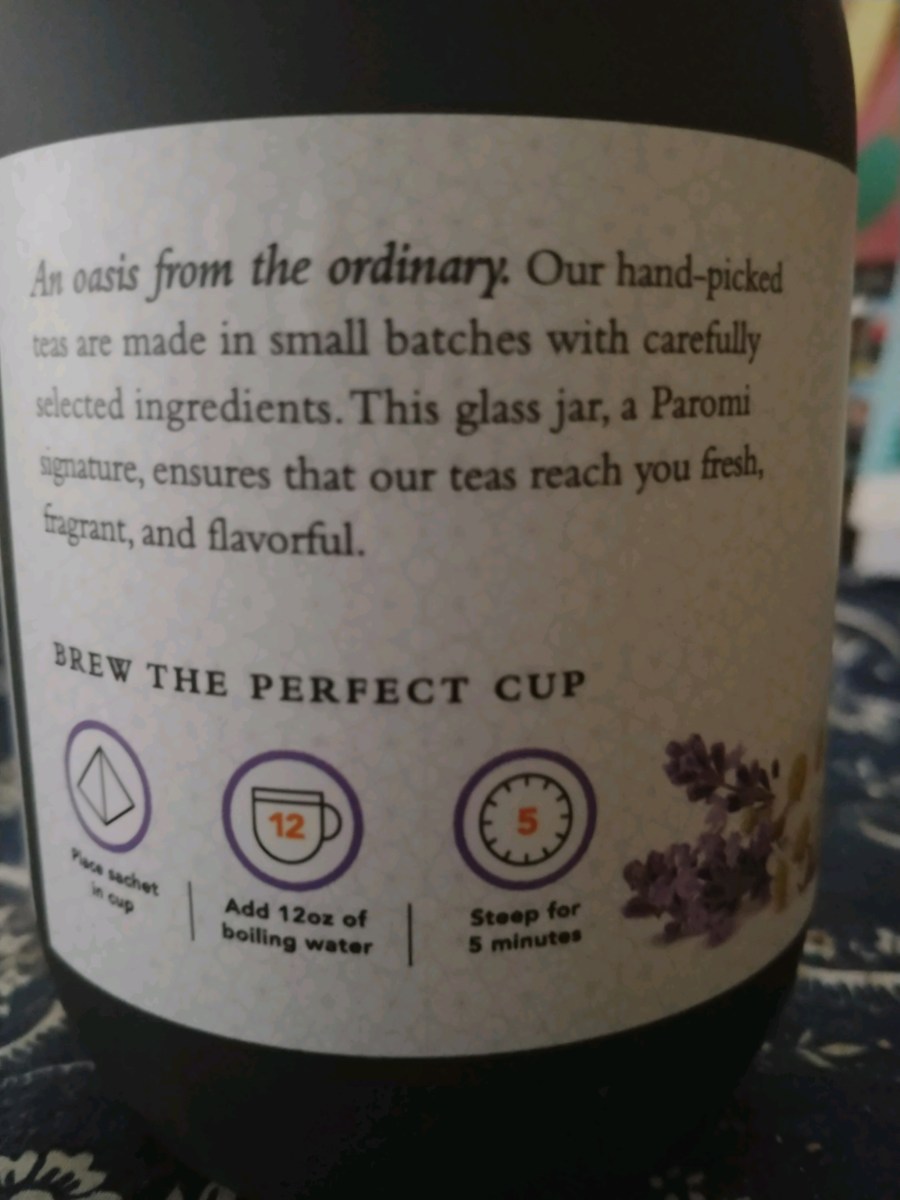 An oasis from the ordinary. Our hand-picked
teas are made in small batches with carefully
selected ingredients. This glass jar, a Paromi
signature, ensures that our teas reach you fresh,
fragrant, and flavorful.
BREW THE PERFECT CUP
12
5
Place sachet
in cup
Add 12oz of
boiling water
Steep for
5 minutes